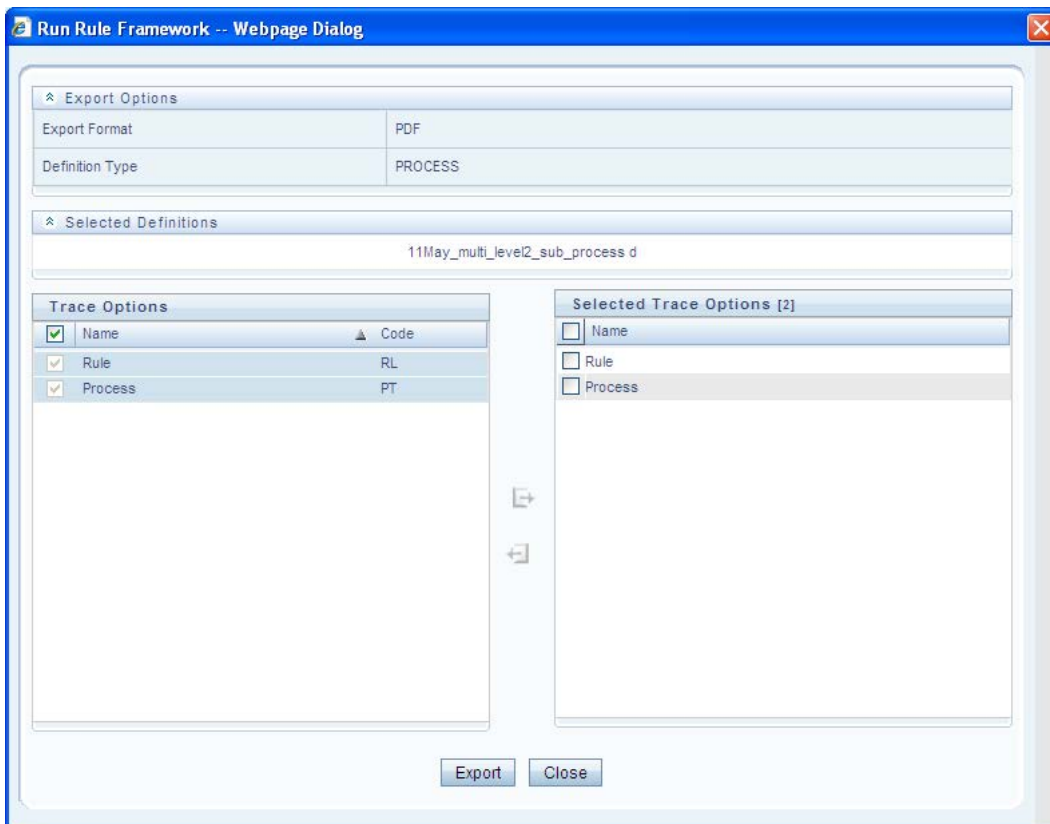 Run Rule Framework -- Webpage Dialog
Export Options
Export Format PDF
Definition Type PROCESS
Selected Definitions
11May_multi_level2_sub_process d
Trace Options
Name Code
Rule RL
Process PT
Selected Trace Options [2]
Name
Rule
Process
Export Close